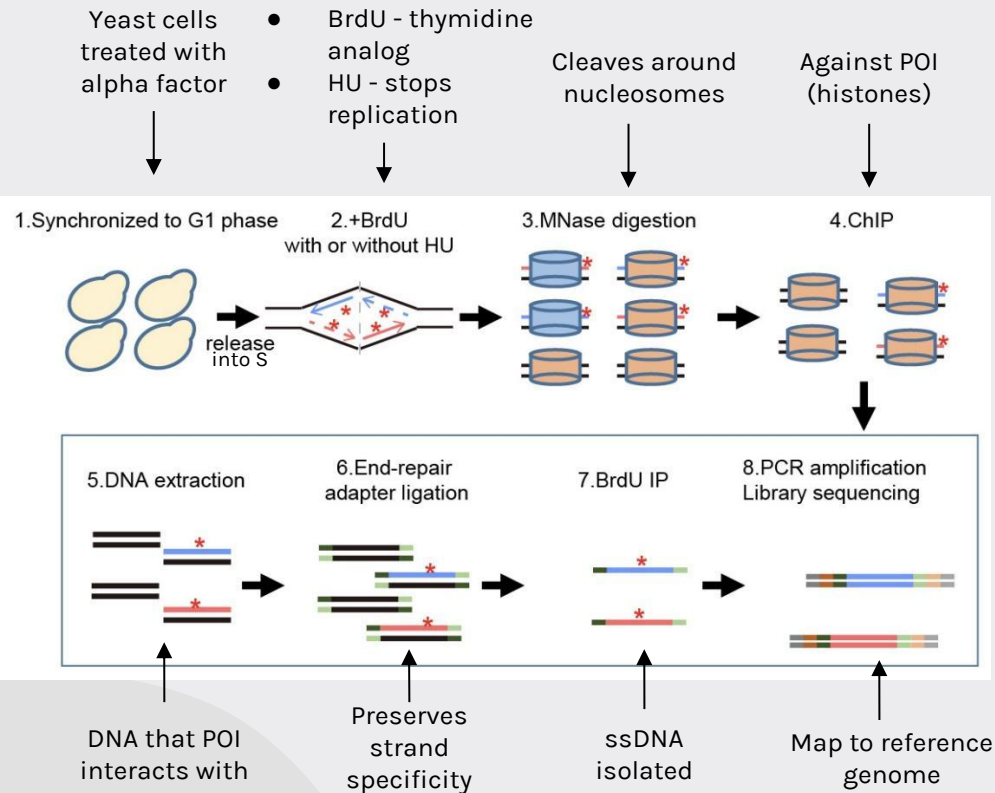 Yeast cells
treated with
alpha factor
● BrdU - thymidine
analog
● HU - stops
replication
Cleaves around
nucleosomes
Against POI
(histones)
1.Synchronized to G1 phase
2.+BrdU
with or without HU
3.MNase digestion
4.ChIP
release
into S
5.DNA extraction
6.End-repair
adapter ligation
7.BrdU IP
8.PCR amplification
Library sequencing
DNA that POI
interacts with
Preserves
strand
specificity
ssDNA
isolated
Map to reference
genome